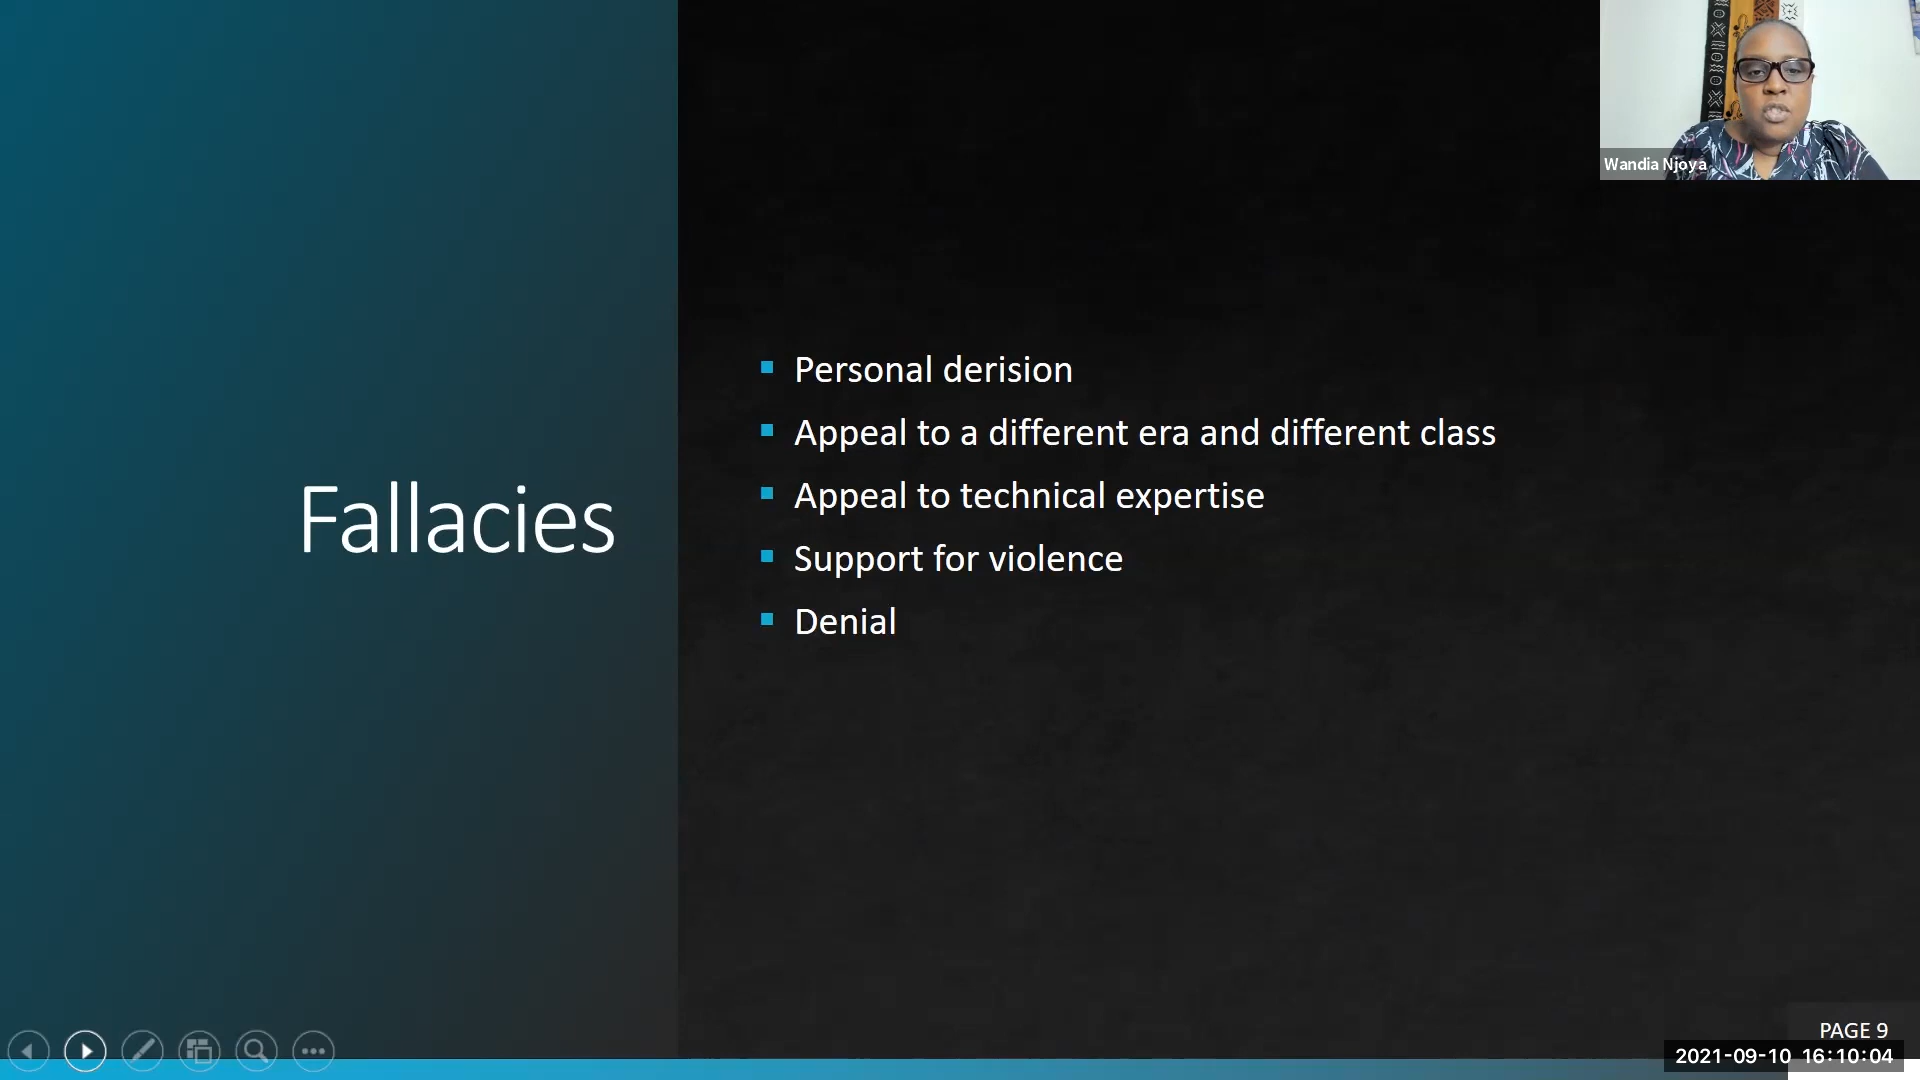 Wandia Njoya
Fallacies
Personal derision
Appeal to a different era and different class
Appeal to technical expertise
Support for violence
Denial
PAGE 9
2021-09-10 16:10:04